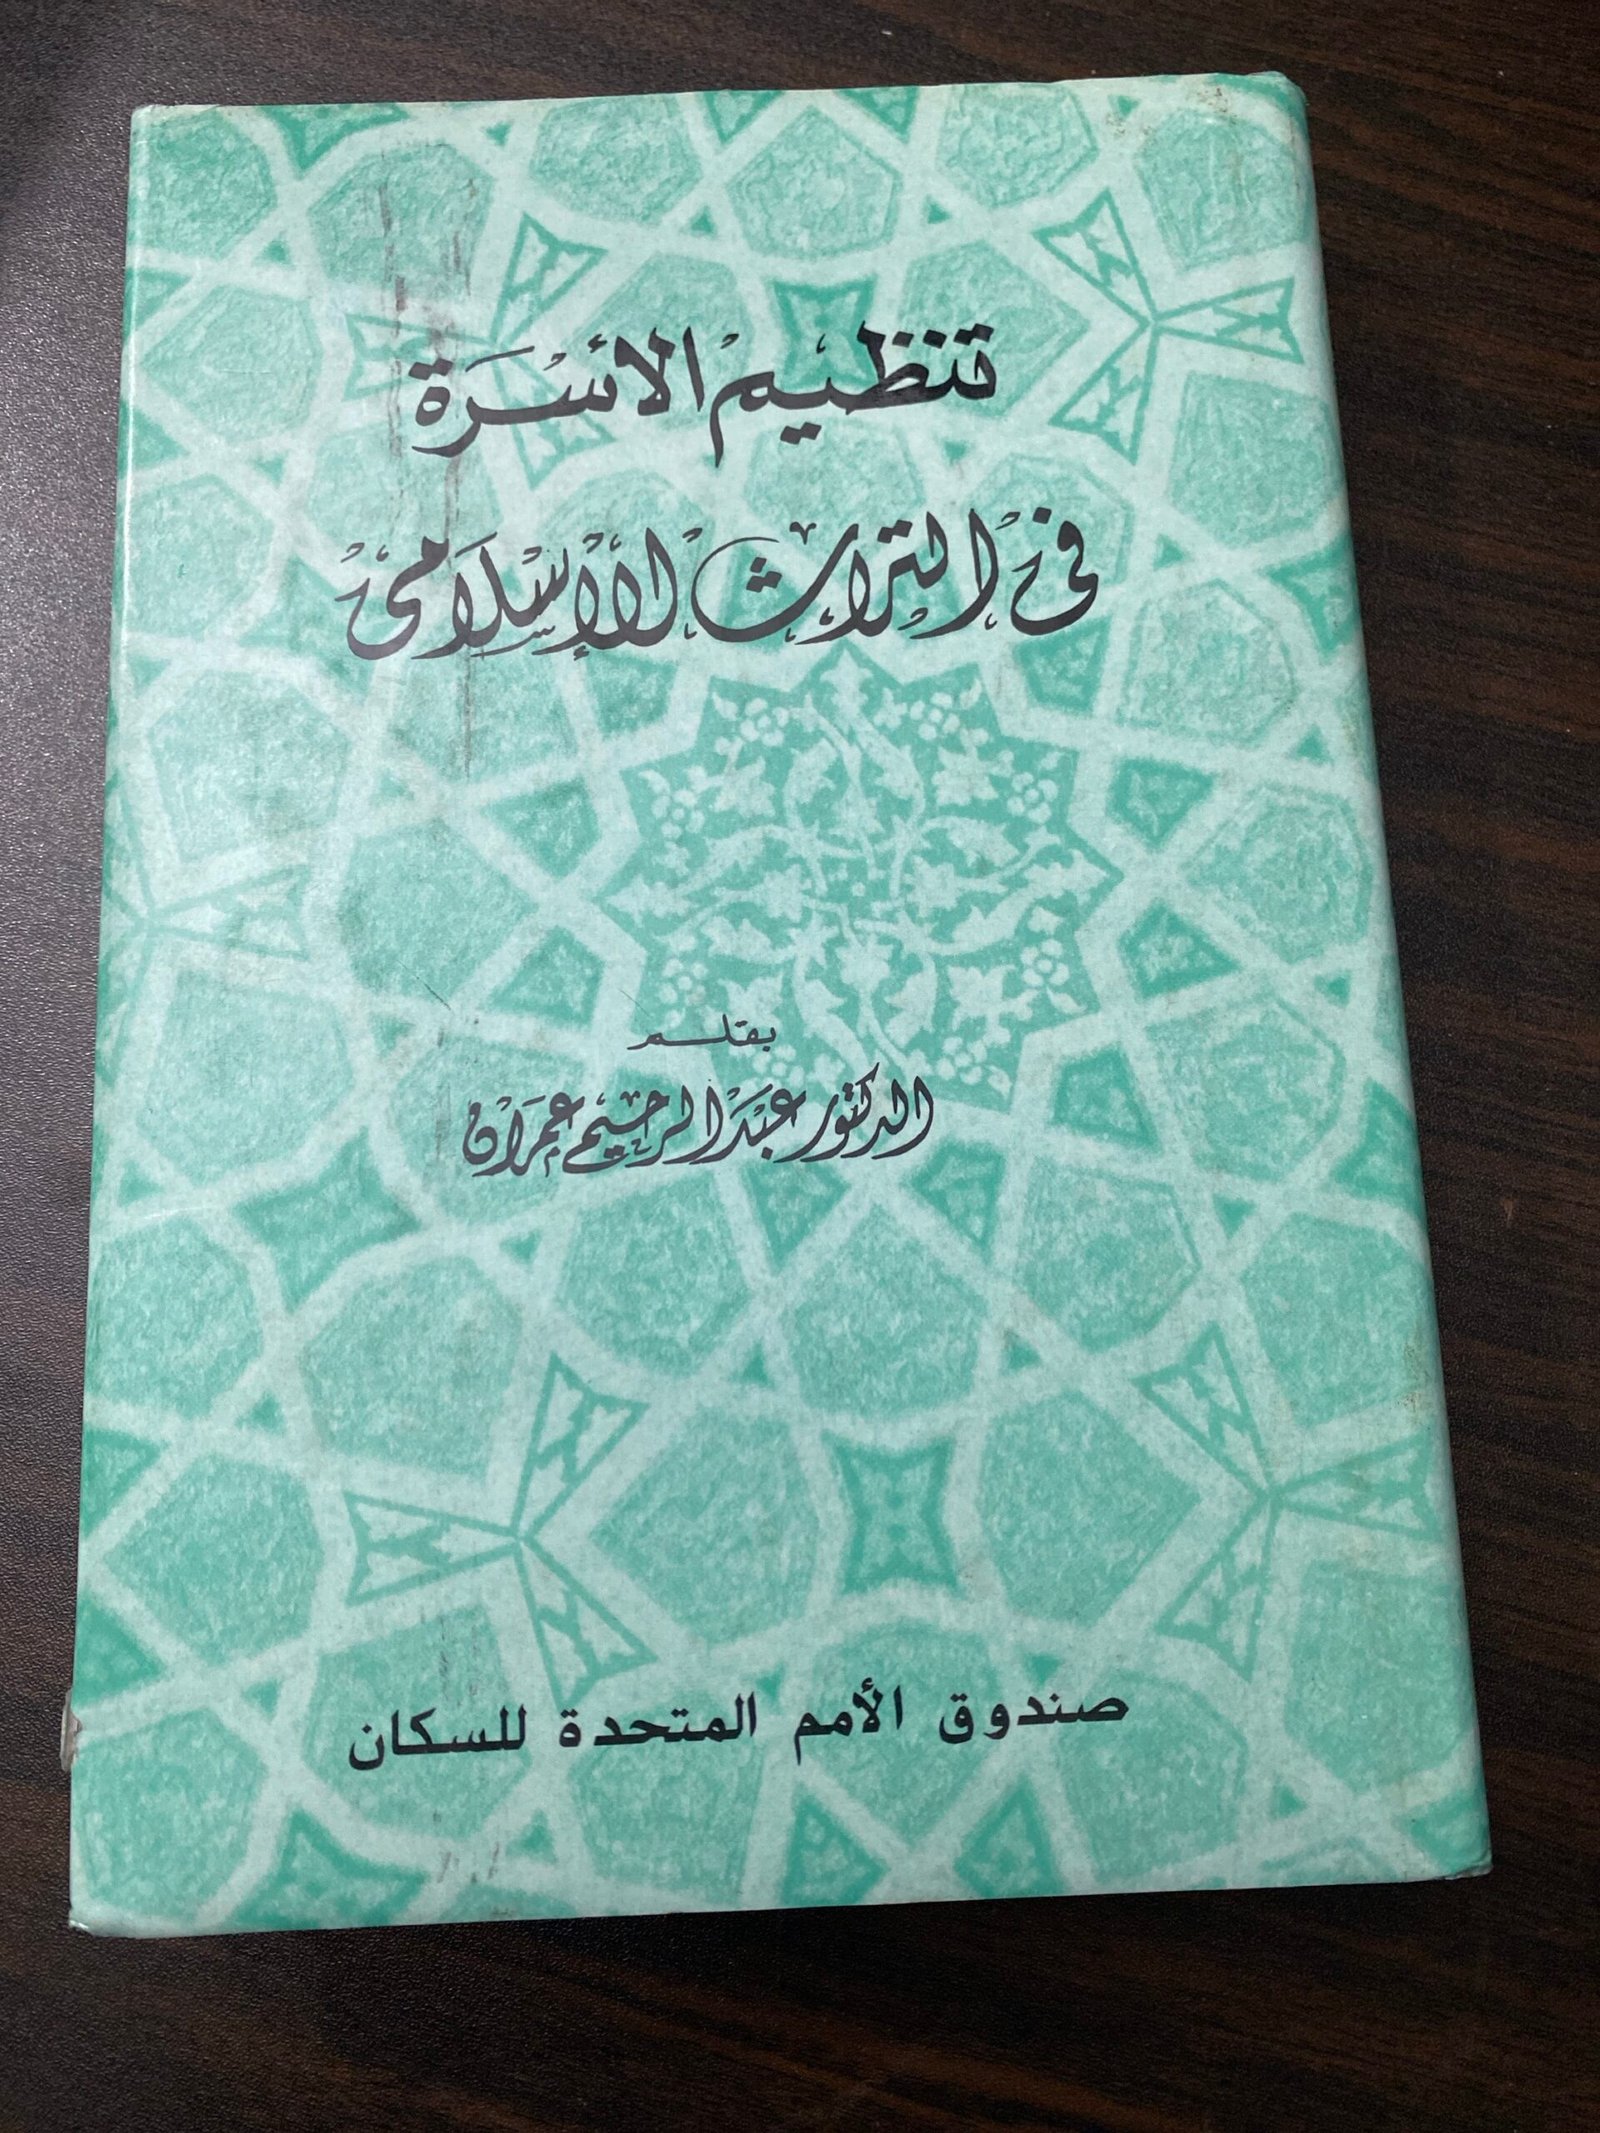 تنظيم الأسرة
في التراث الإسلامي
بقلم
الدكتور عبد الرحيم عمران
صندوق الأمم المتحدة للسكان